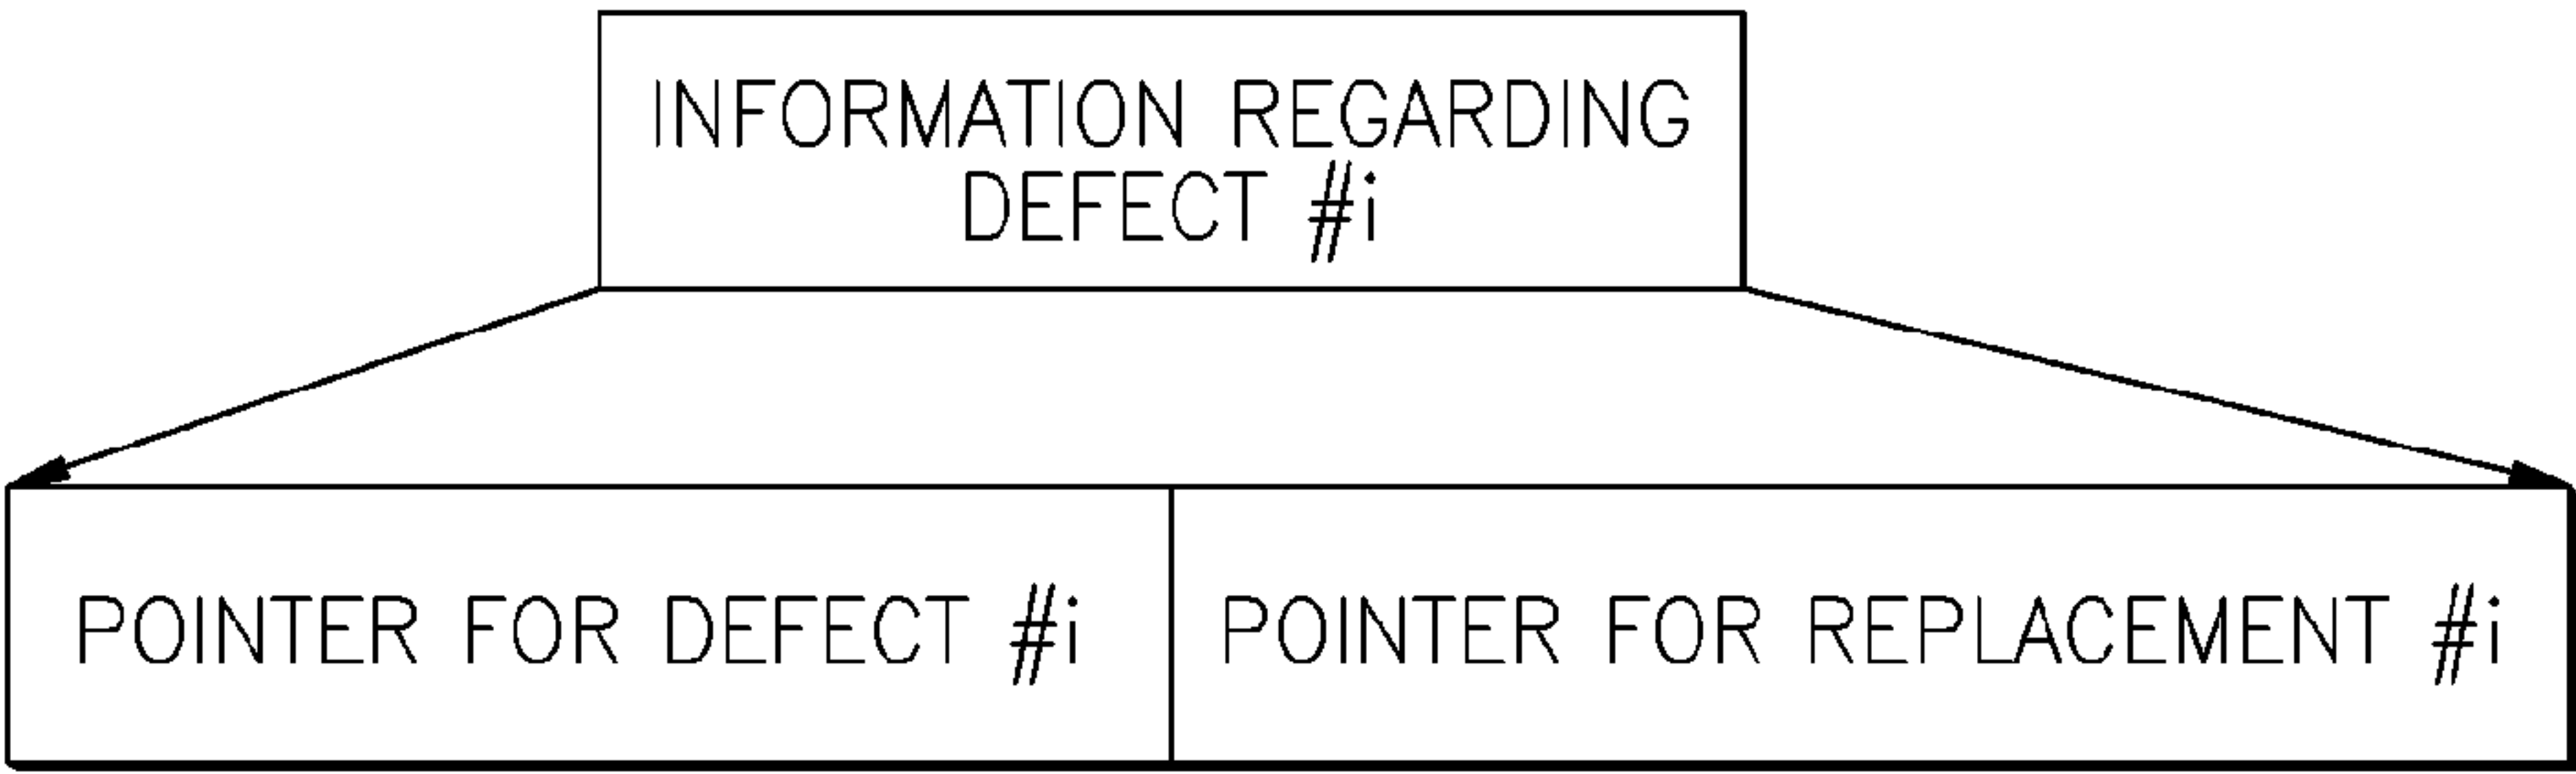 INFORMATION REGARDING
DEFECT #i
POINTER FOR DEFECT #i
POINTER FOR REPLACEMENT #i